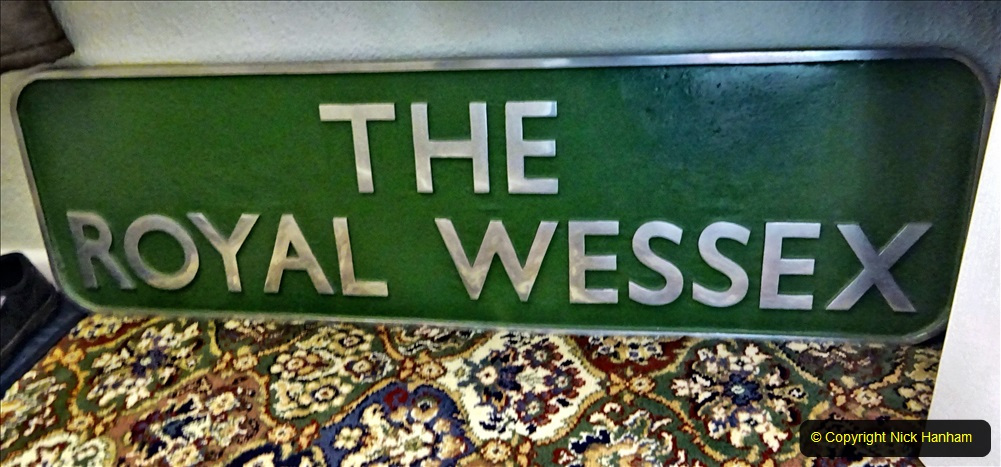 THE
ROYAL WESSEX
© Copyright Nick Hanham